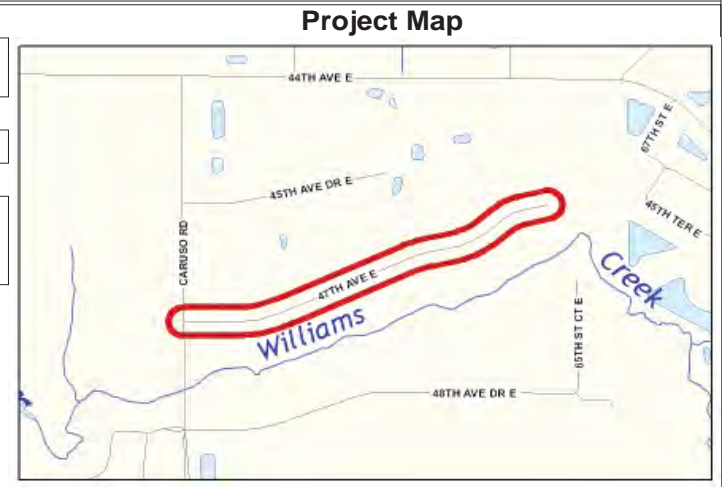 Project Map
44TH AVE E
67TH ST E
45TH AVE DR E
45TH TER E
CARUSO RD
47TH AVE E
Creek
Williams
65TH ST CT E
48TH AVE DR E